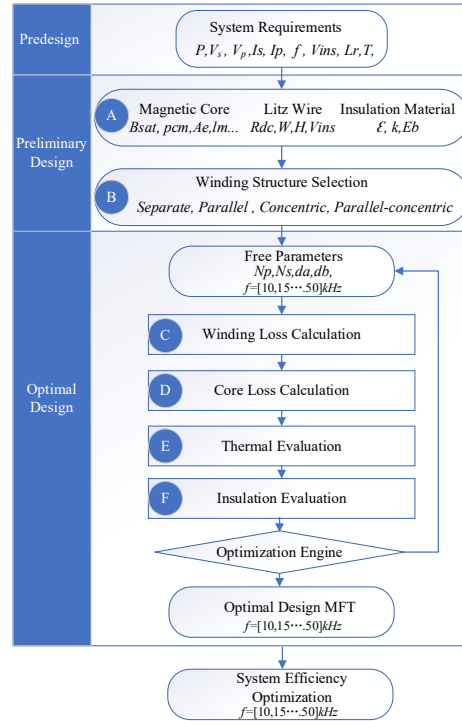 Predesign
System Requirements
P,Vs, Vp,Is, Ip, f , Vins, Lr,T,
Preliminary
Design
A
Magnetic Core
Litz Wire
Insulation Material
Bsat, pcm,Ae,lm...
Rdc,W,H,Vins
Ɛ, k,Eb
B
Winding Structure Selection
Separate, Parallel , Concentric, Parallel-concentric
Optimal
Design
Free Parameters
Np,Ns,da,db,
f=[10,15···.50]kHz
C
Winding Loss Calculation
D
Core Loss Calculation
E
Thermal Evaluation
F
Insulation Evaluation
Optimization Engine
Optimal Design MFT
f=[10,15···.50]kHz
System Efficiency
Optimization
f=[10,15···.50]kHz